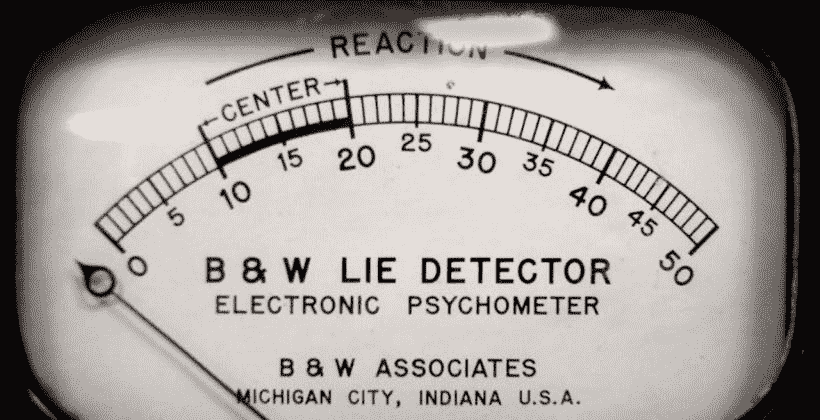 REACTION
CENTER
0 5 10 15 20 25 30 35 40 45 50
B & W LIE DETECTOR
ELECTRONIC PSYCHOMETER
B & W ASSOCIATES
MICHIGAN CITY, INDIANA U.S.A.